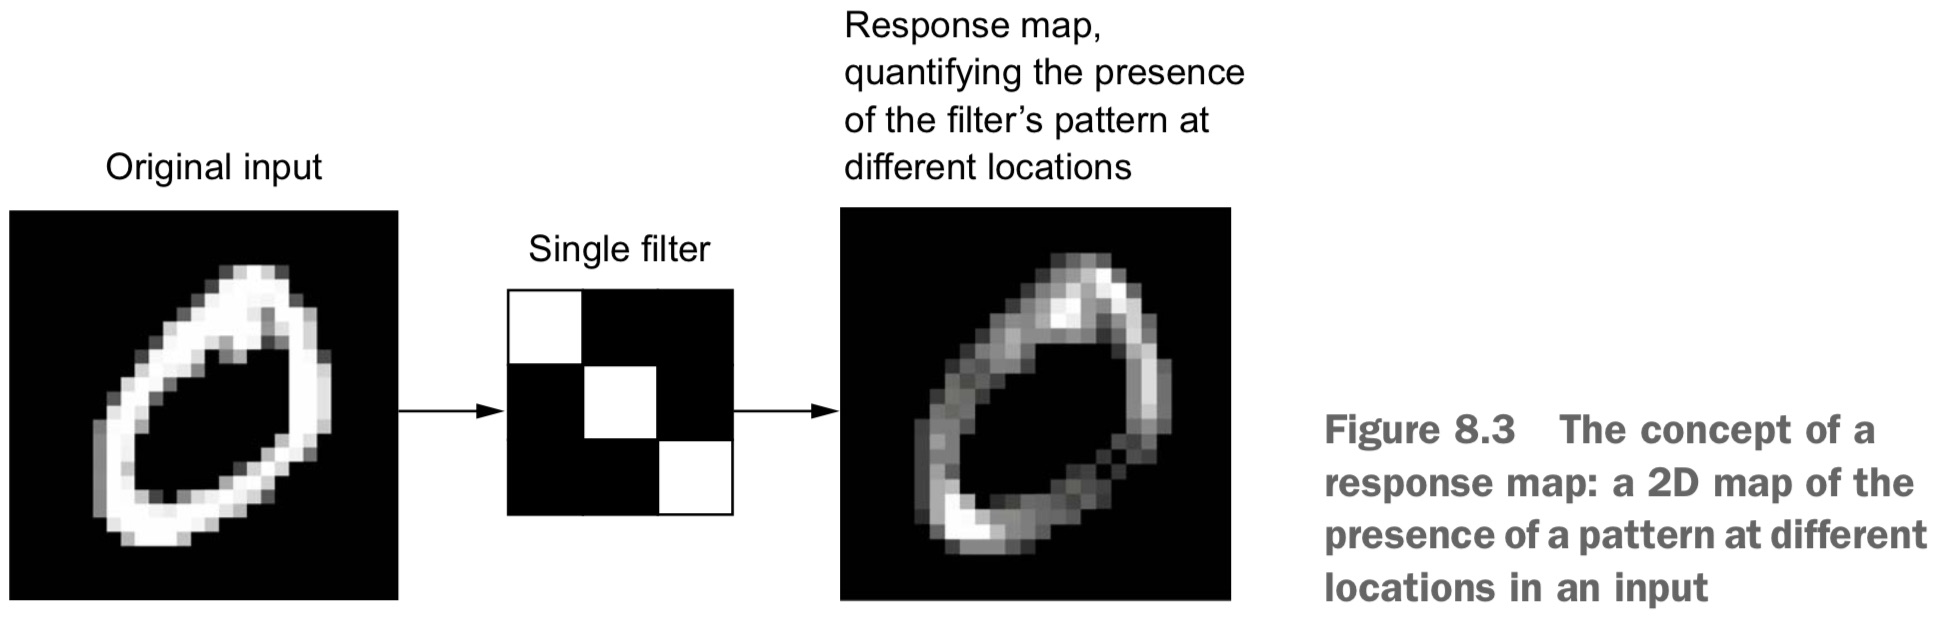 Original input
Single filter
Response map,
quantifying the presence
of the filter’s pattern at
different locations
Figure 8.3 The concept of a
response map: a 2D map of the
presence of a pattern at different
locations in an input